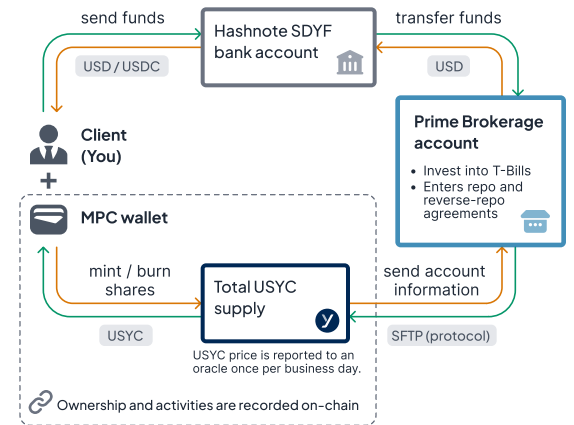 send funds
transfer funds
Hashnote SDYF
bank account
USD / USDC
USD
Client
(You)
Prime Brokerage
account
• Invest into T-Bills
• Enters repo and
reverse-repo
agreements
MPC wallet
mint / burn
shares
Total USYC
supply
send account
information
USYC
SFTP (protocol)
USYC price is reported to an
oracle once per business day.
Ownership and activities are recorded on-chain